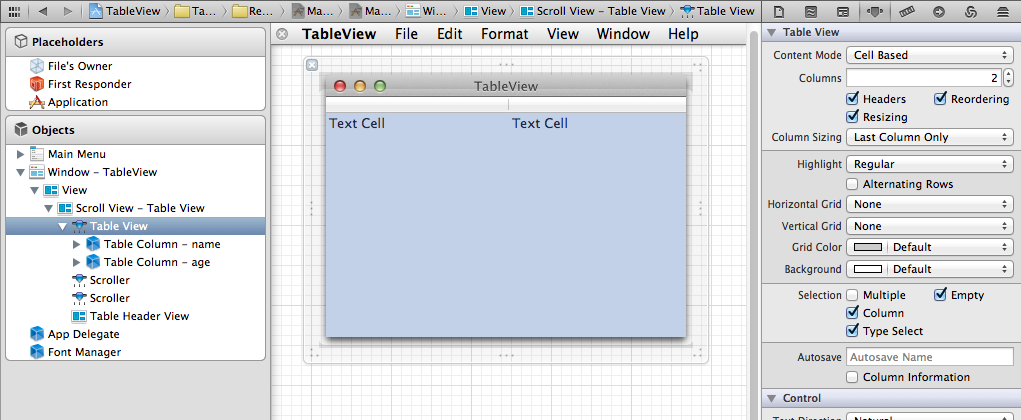 TableView Ta... Re... Ma... Ma... Wi... View Scroll View - Table View Table View
Placeholders
File's Owner
First Responder
Application
Objects
Main Menu
Window - TableView
View
Scroll View - Table View
Table View
Table Column - name
Table Column - age
Scroller
Scroller
Table Header View
App Delegate
Font Manager
TableView File Edit Format View Window Help
TableView
Text Cell Text Cell
Table View
Content Mode Cell Based
Columns 2
Headers Reordering
Resizing
Column Sizing Last Column Only
Highlight Regular
Alternating Rows
Horizontal Grid None
Vertical Grid None
Grid Color Default
Background Default
Selection Multiple Empty
Column
Type Select
Autosave Autosave Name
Column Information
Control